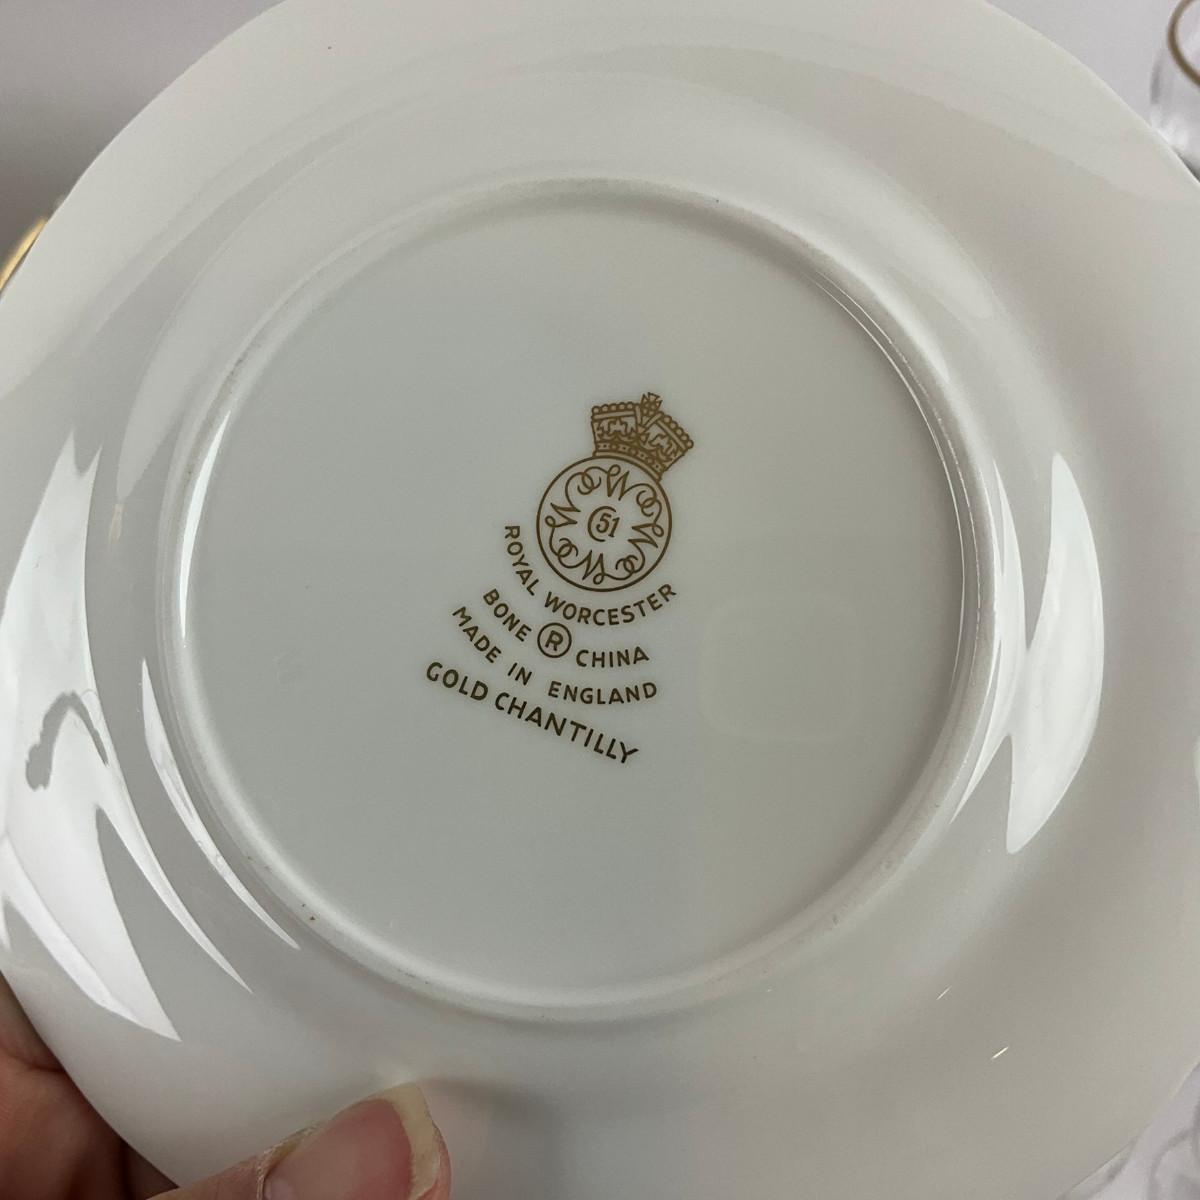 51
ROYAL WORCESTER
BONE ® CHINA
MADE IN ENGLAND
GOLD CHANTILLY